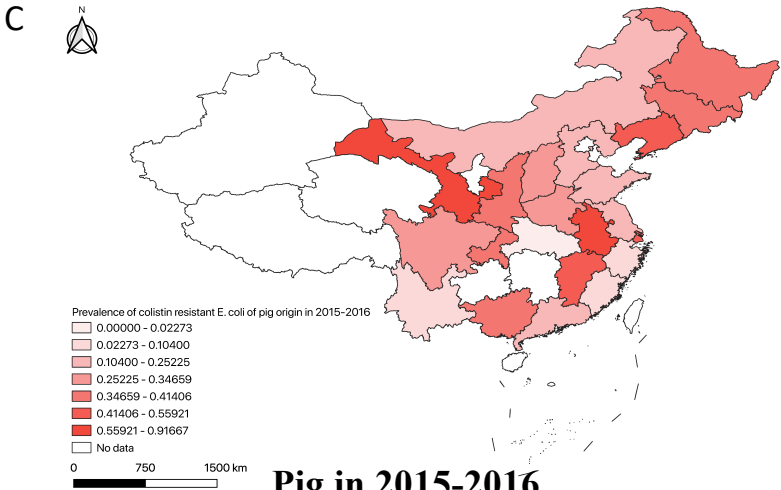 C
N
Prevalence of colistin resistant E. coli of pig origin in 2015-2016
0.00000 - 0.02273
0.02273 - 0.10400
0.10400 - 0.25225
0.25225 - 0.34659
0.34659 - 0.41406
0.41406 - 0.55921
0.55921 - 0.91667
No data
0 750 1500 km
Pig in 2015-2016